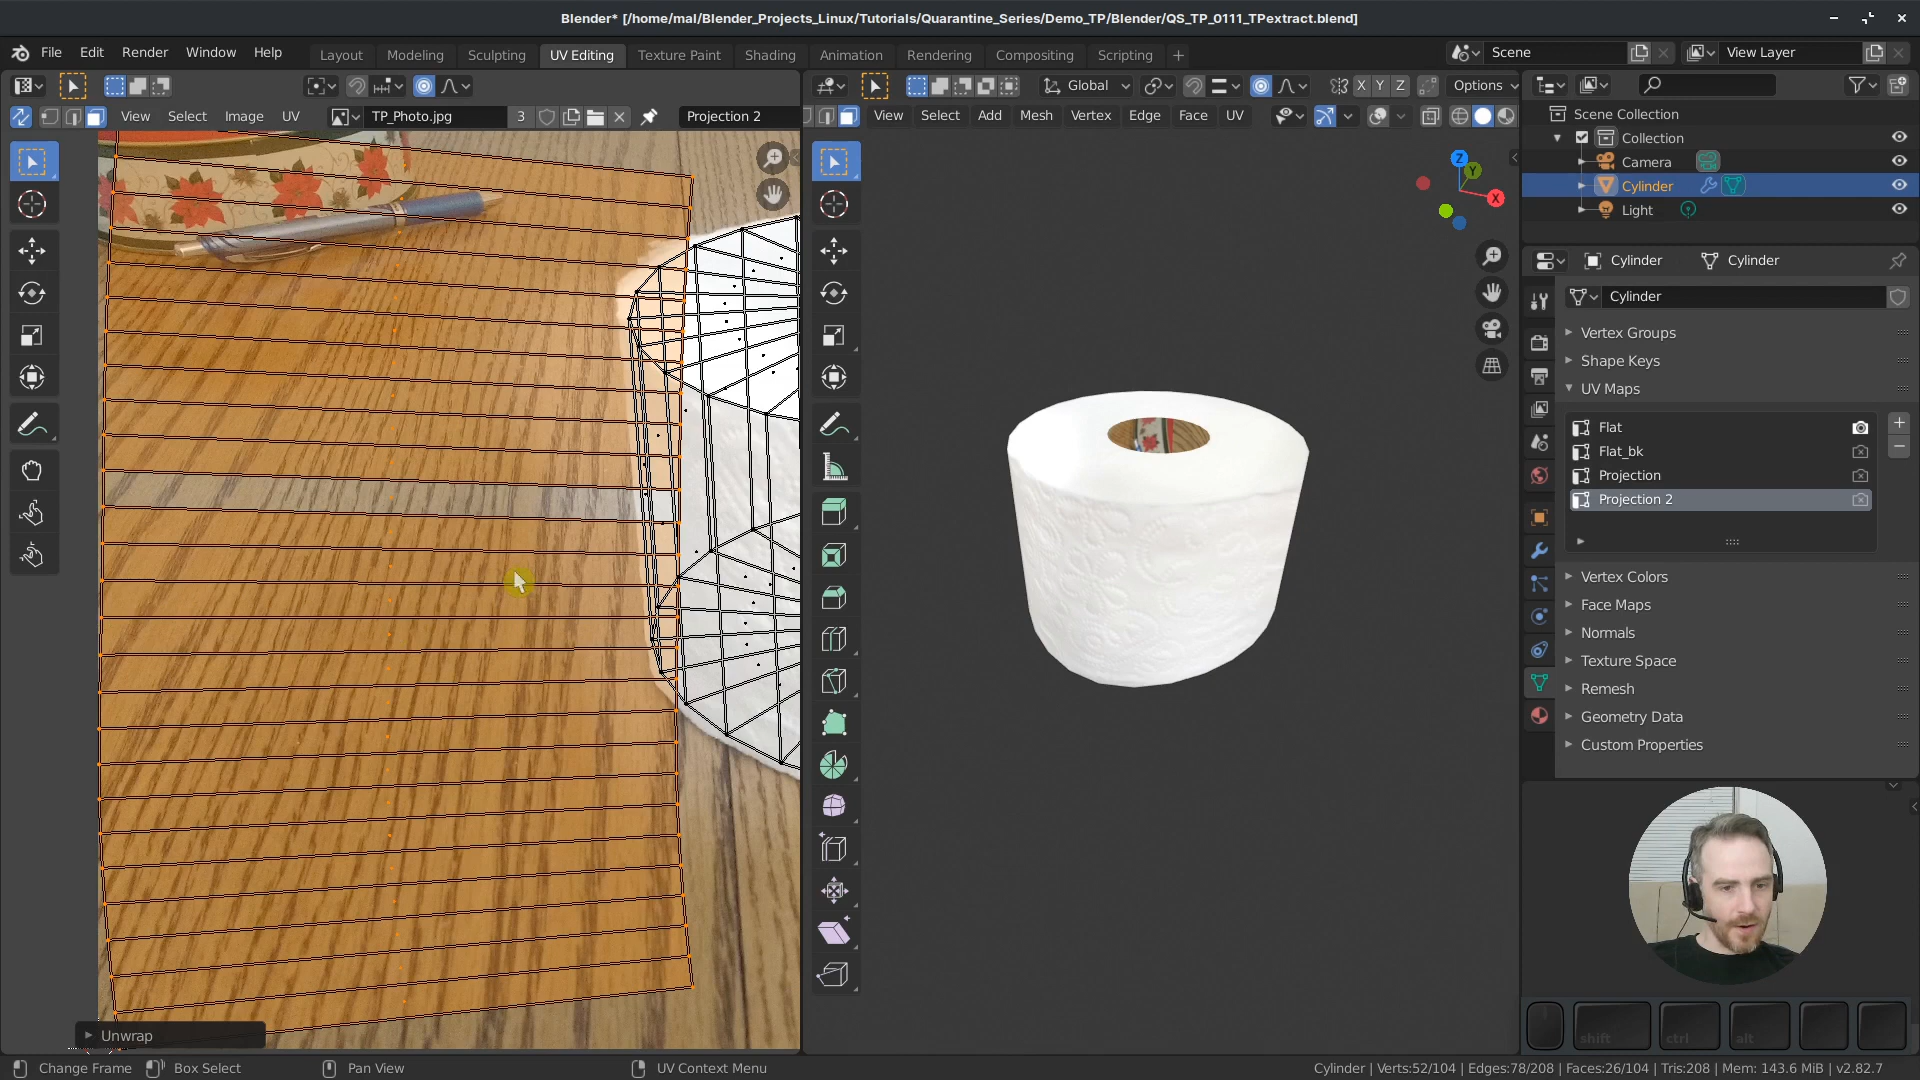 Blender* [/home/mal/Blender_Projects_Linux/Tutorials/Quarantine_Series/Demo_TP/Blender/QS_TP_0111_TPextract.blend]
File Edit Render Window Help
Layout Modeling Sculpting UV Editing Texture Paint Shading Animation Rendering Compositing Scripting +
Scene
View Layer
Global
X Y Z
Options
View Select Image UV
TP_Photo.jpg
3
Projection 2
View Select Add Mesh Vertex Edge Face UV
Z
Y
X
Scene Collection
Collection
Camera
Cylinder
Light
Cylinder
Cylinder
Cylinder
Vertex Groups
Shape Keys
UV Maps
Flat
Flat_bk
Projection
Projection 2
Vertex Colors
Face Maps
Normals
Texture Space
Remesh
Geometry Data
Custom Properties
Unwrap
shift
ctrl
alt
Change Frame
Box Select
Pan View
UV Context Menu
Cylinder | Verts:52/104 | Edges:78/208 | Faces:26/104 | Tris:208 | Mem: 143.6 MiB | v2.82.7